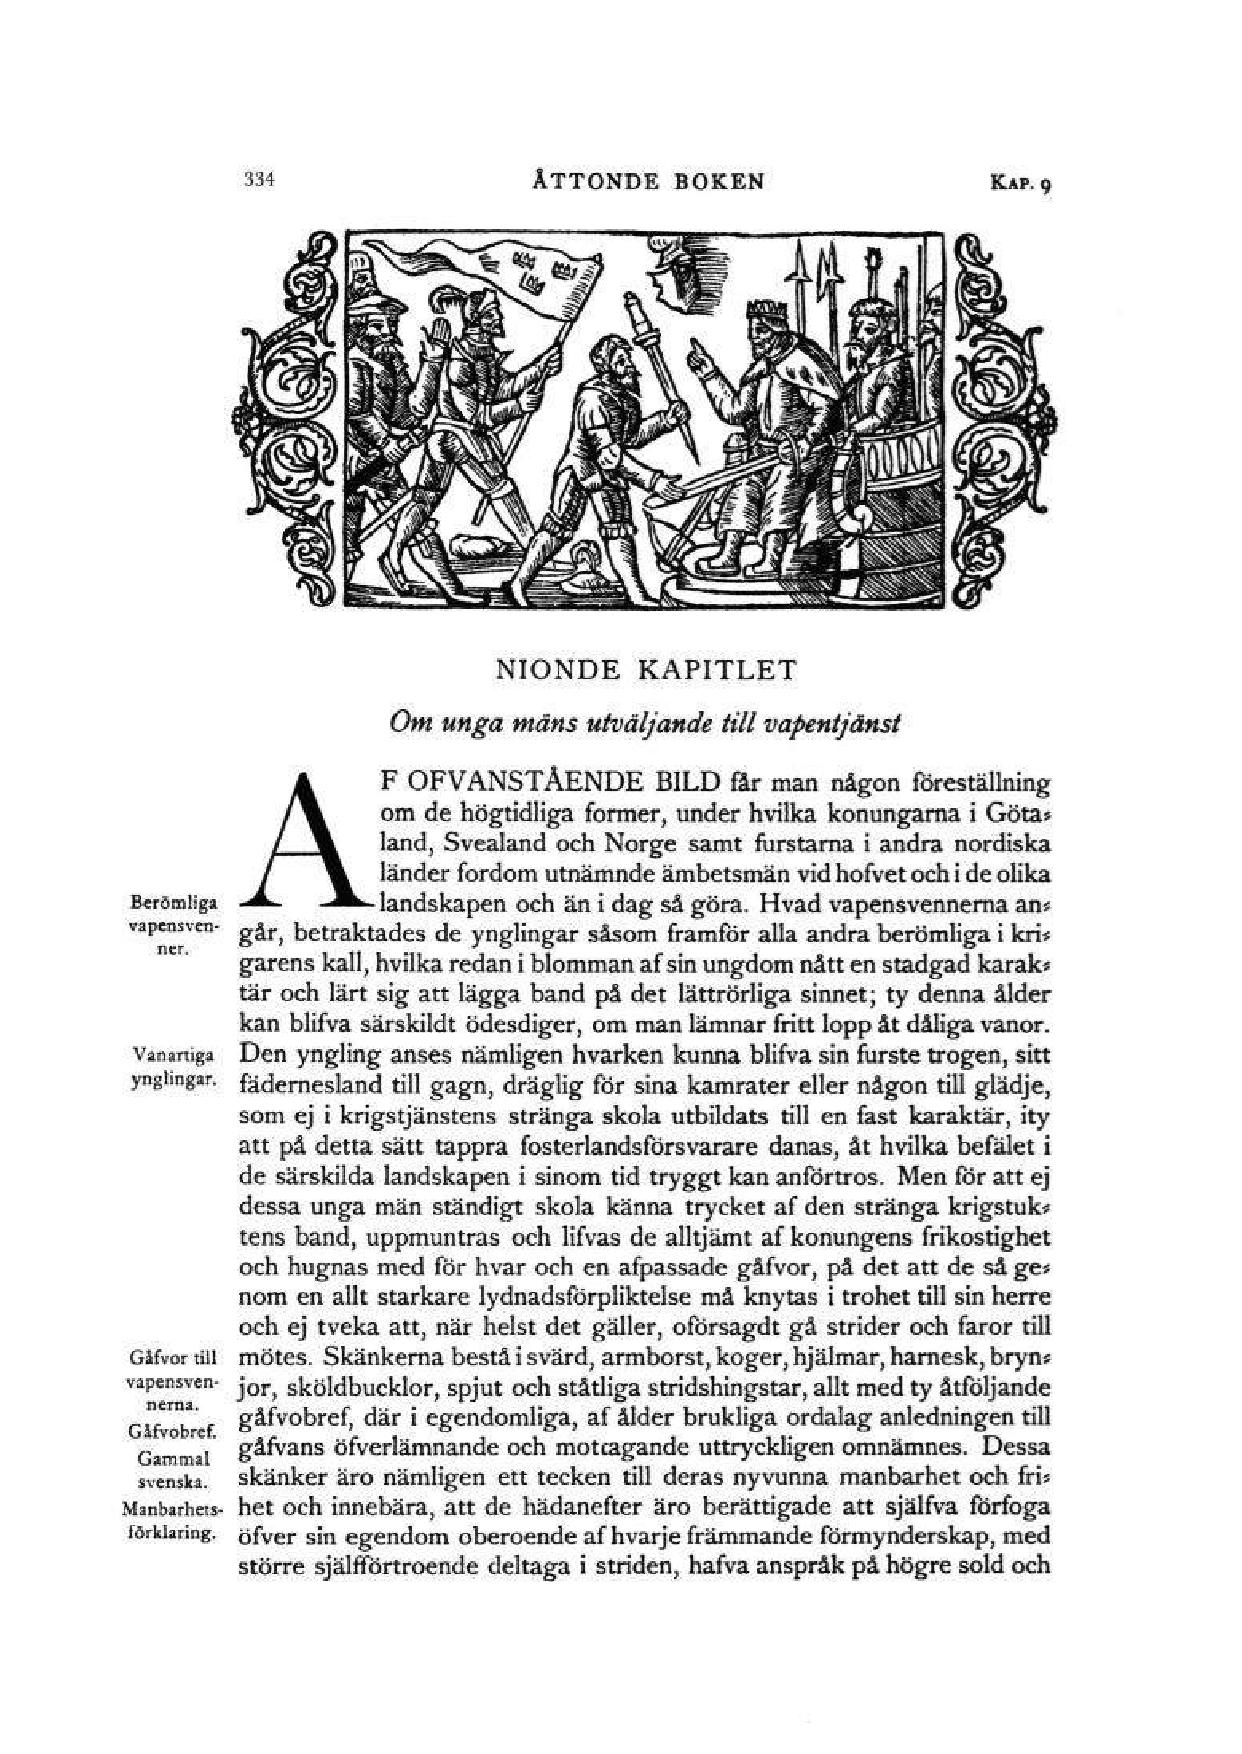 334 ÅTTONDE BOKEN KAP. 9
NIONDE KAPITLET
Om unga mäns utväljande till vapentjänst
AF OFVANSTÅENDE BILD får man någon föreställning
om de högtidliga former, under hvilka konungarna i Göta-
land, Svealand och Norge samt furstarna i andra nordiska
länder fordom utnämnde ämbetsmän vid hofvet och i de olika
landskapen och än i dag så göra. Hvad vapensvennerna an-
går, betraktades de ynglingar såsom framför alla andra berömliga i kri-
garens kall, hvilka redan i blomman af sin ungdom nått en stadgad karak-
tär och lärt sig att lägga band på det lättrörliga sinnet; ty denna ålder
kan blifva särskildt ödesdiger, om man lämnar fritt lopp åt dåliga vanor.
Den yngling anses nämligen hvarken kunna blifva sin furste trogen, sitt
fädernesland till gagn, dräglig för sina kamrater eller någon till glädje,
som ej i krigstjänstens stränga skola utbildats till en fast karaktär, ity
att på detta sätt tappra fosterlandsförsvarare danas, åt hvilka befälet i
de särskilda landskapen i sinom tid tryggt kan anförtros. Men för att ej
dessa unga män ständigt skola känna trycket af den stränga krigstuk-
tens band, uppmuntras och lifvas de alltjämt af konungens frikostighet
och hugnas med för hvar och en afpassade gåfvor, på det att de så ge-
nom en allt starkare lydnadsförpliktelse må knytas i trohet till sin herre
och ej tveka att, när helst det gäller, oförsagdt gå strider och faror till
mötes. Skänkerna bestå i svärd, armborst, koger, hjälmar, harnesk, bryn-
jor, sköldbucklor, spjut och ståtliga stridshingstar, allt med ty åtföljande
gåfvobref, där i egendomliga, af ålder brukliga ordalag anledningen till
gåfvans öfverlämnande och mottagande uttryckligen omnämnes. Dessa
skänker äro nämligen ett tecken till deras nyvunna manbarhet och fri-
het och innebära, att de hädanefter äro berättigade att själfva förfoga
öfver sin egendom oberoende af hvarje främmande förmynderskap, med
större själfförtroende deltaga i striden, hafva anspråk på högre sold och
Berömliga
vapensven-
ner.
Vanartiga
ynglingar.
Gåfvor till
vapensven-
nerna.
Gåfvobref.
Gammal
svenska.
Manbarhets-
förklaring.